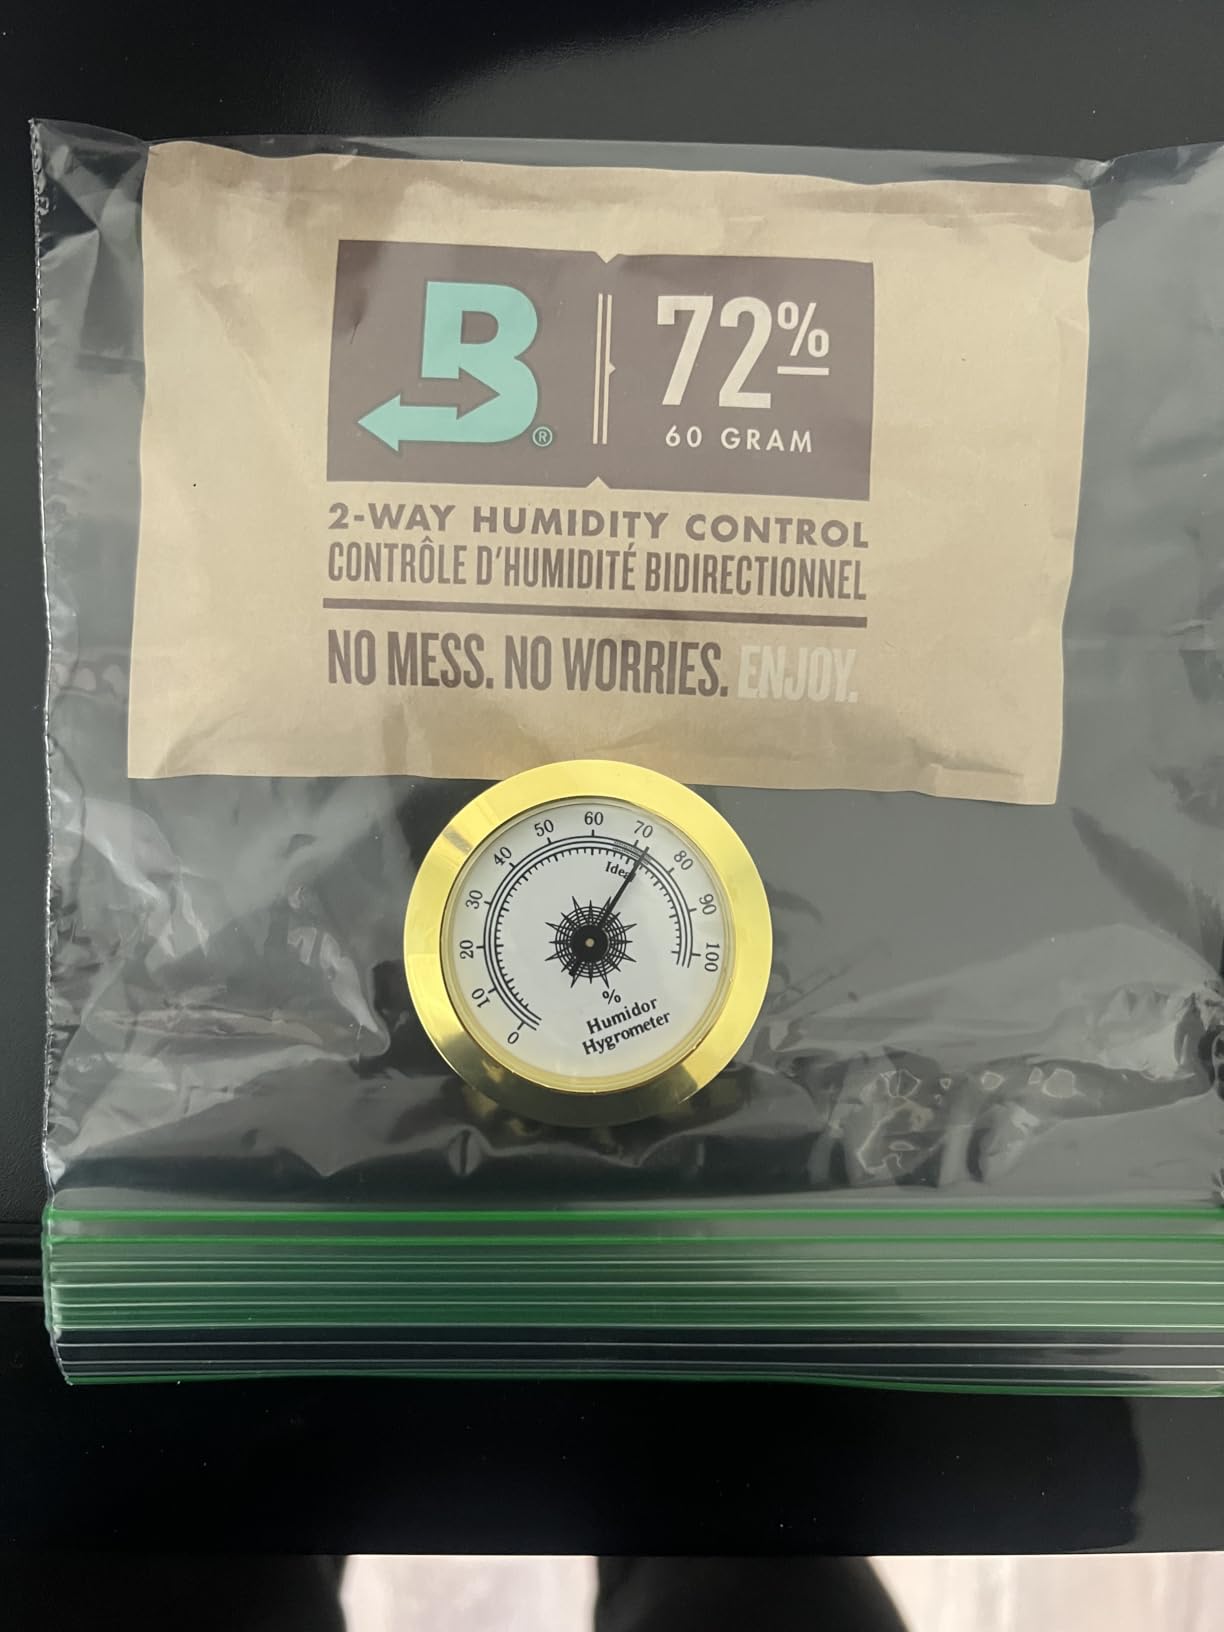 B®
72%
60 GRAM
2-WAY HUMIDITY CONTROL
CONTRÔLE D'HUMIDITÉ BIDIRECTIONNEL
NO MESS. NO WORRIES. ENJOY.
0 10 20 30 40 50 60 70 80 90 100
%
Humidor
Hygrometer